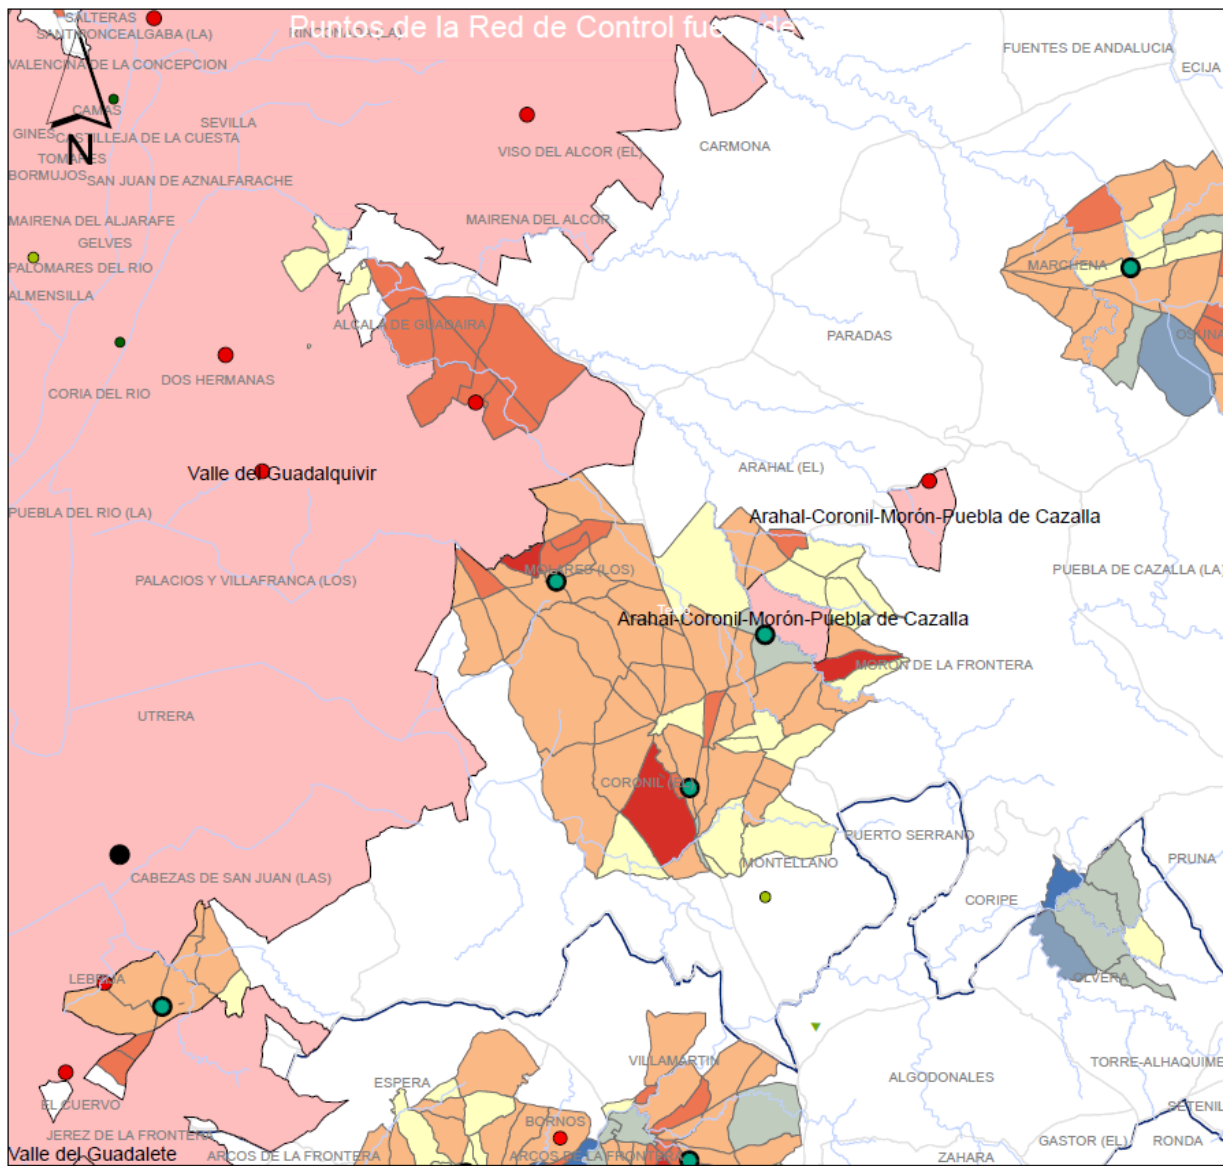 Puntos de la Red de Control fuera de
SALTERAS
SANTIPONCEALGABA (LA)
RINCONADA (LA)
FUENTES DE ANDALUCIA
VALENCINA DE LA CONCEPCION
ECIJA
CAMAS
SEVILLA
GINES
CASTILLEJA DE LA CUESTA
N
CARMONA
VISO DEL ALCOR (EL)
TOMARES
BORMUJOS
SAN JUAN DE AZNALFARACHE
MAIRENA DEL ALJARAFE
MAIRENA DEL ALCOR
GELVES
PALOMARES DEL RIO
MARCHENA
ALMENSILLA
ALCALA DE GUADAIRA
PARADAS
OSUNA
DOS HERMANAS
CORIA DEL RIO
ARAHAL (EL)
Valle del Guadalquivir
PUEBLA DEL RIO (LA)
Arahal-Coronil-Morón-Puebla de Cazalla
MOLARES (LOS)
PUEBLA DE CAZALLA (LA)
PALACIOS Y VILLAFRANCA (LOS)
Arahal-Coronil-Morón-Puebla de Cazalla
MORON DE LA FRONTERA
UTRERA
CORONIL (EL)
PUERTO SERRANO
MONTELLANO
PRUNA
CABEZAS DE SAN JUAN (LAS)
CORIPE
LEBRIJA
OLVERA
VILLAMARTIN
TORRE-ALHAQUIME
ESPERA
ALGODONALES
EL CUERVO
SETENIL
BORNOS
JEREZ DE LA FRONTERA
GASTOR (EL)
RONDA
Valle del Guadalete
ARCOS DE LA FRONTERA
ARCOS DE LA FRONTERA
ZAHARA